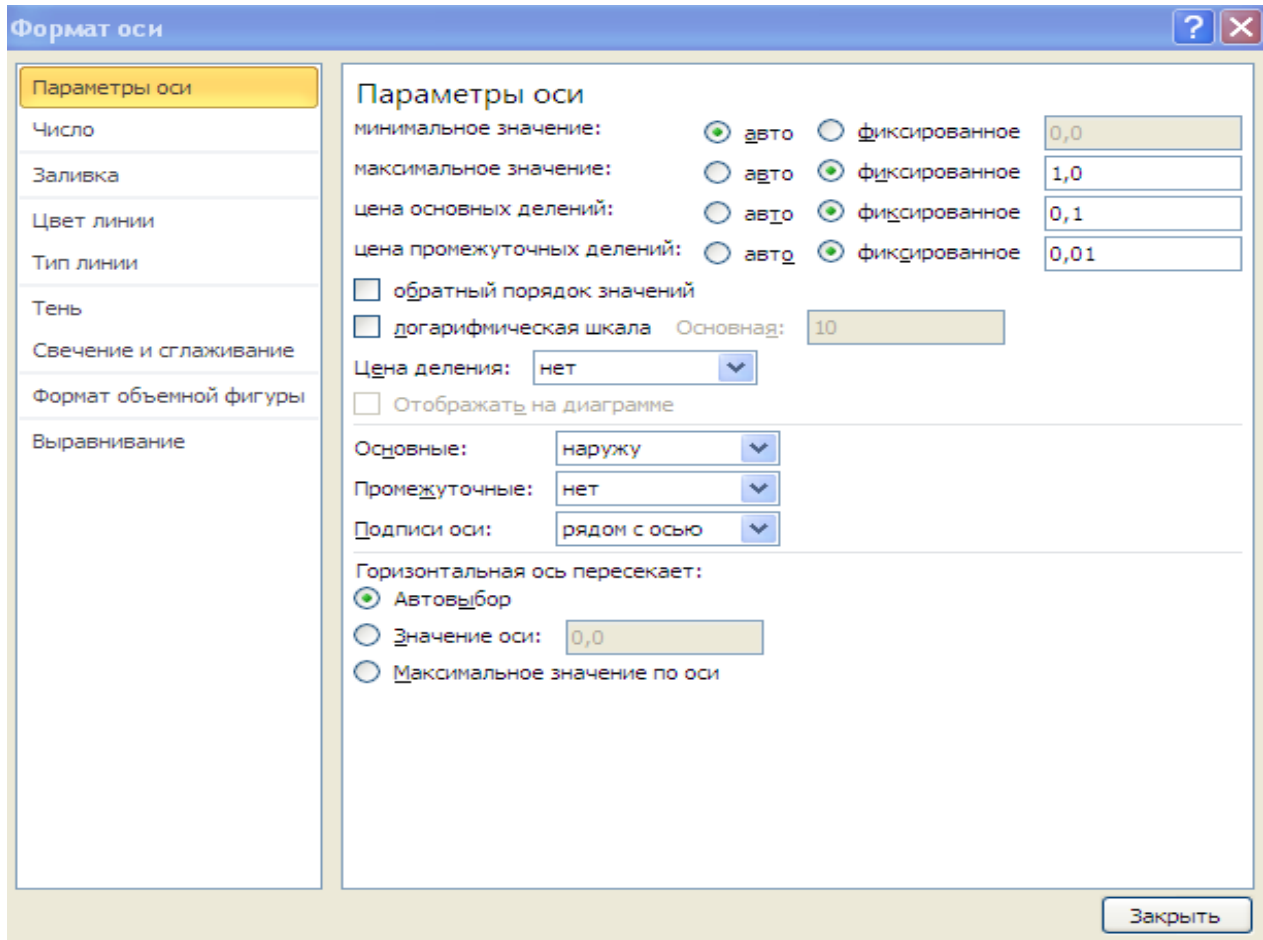 Формат оси
Параметры оси
Число
Заливка
Цвет линии
Тип линии
Тень
Свечение и сглаживание
Формат объемной фигуры
Выравнивание
Параметры оси
минимальное значение: авто фиксированное 0,0
максимальное значение: авто фиксированное 1,0
цена основных делений: авто фиксированное 0,1
цена промежуточных делений: авто фиксированное 0,01
обратный порядок значений
логарифмическая шкала Основная: 10
Цена деления: нет
Отображать на диаграмме
Основные: наружу
Промежуточные: нет
Подписи оси: рядом с осью
Горизонтальная ось пересекает:
Автовыбор
Значение оси: 0,0
Максимальное значение по оси
Закрыть